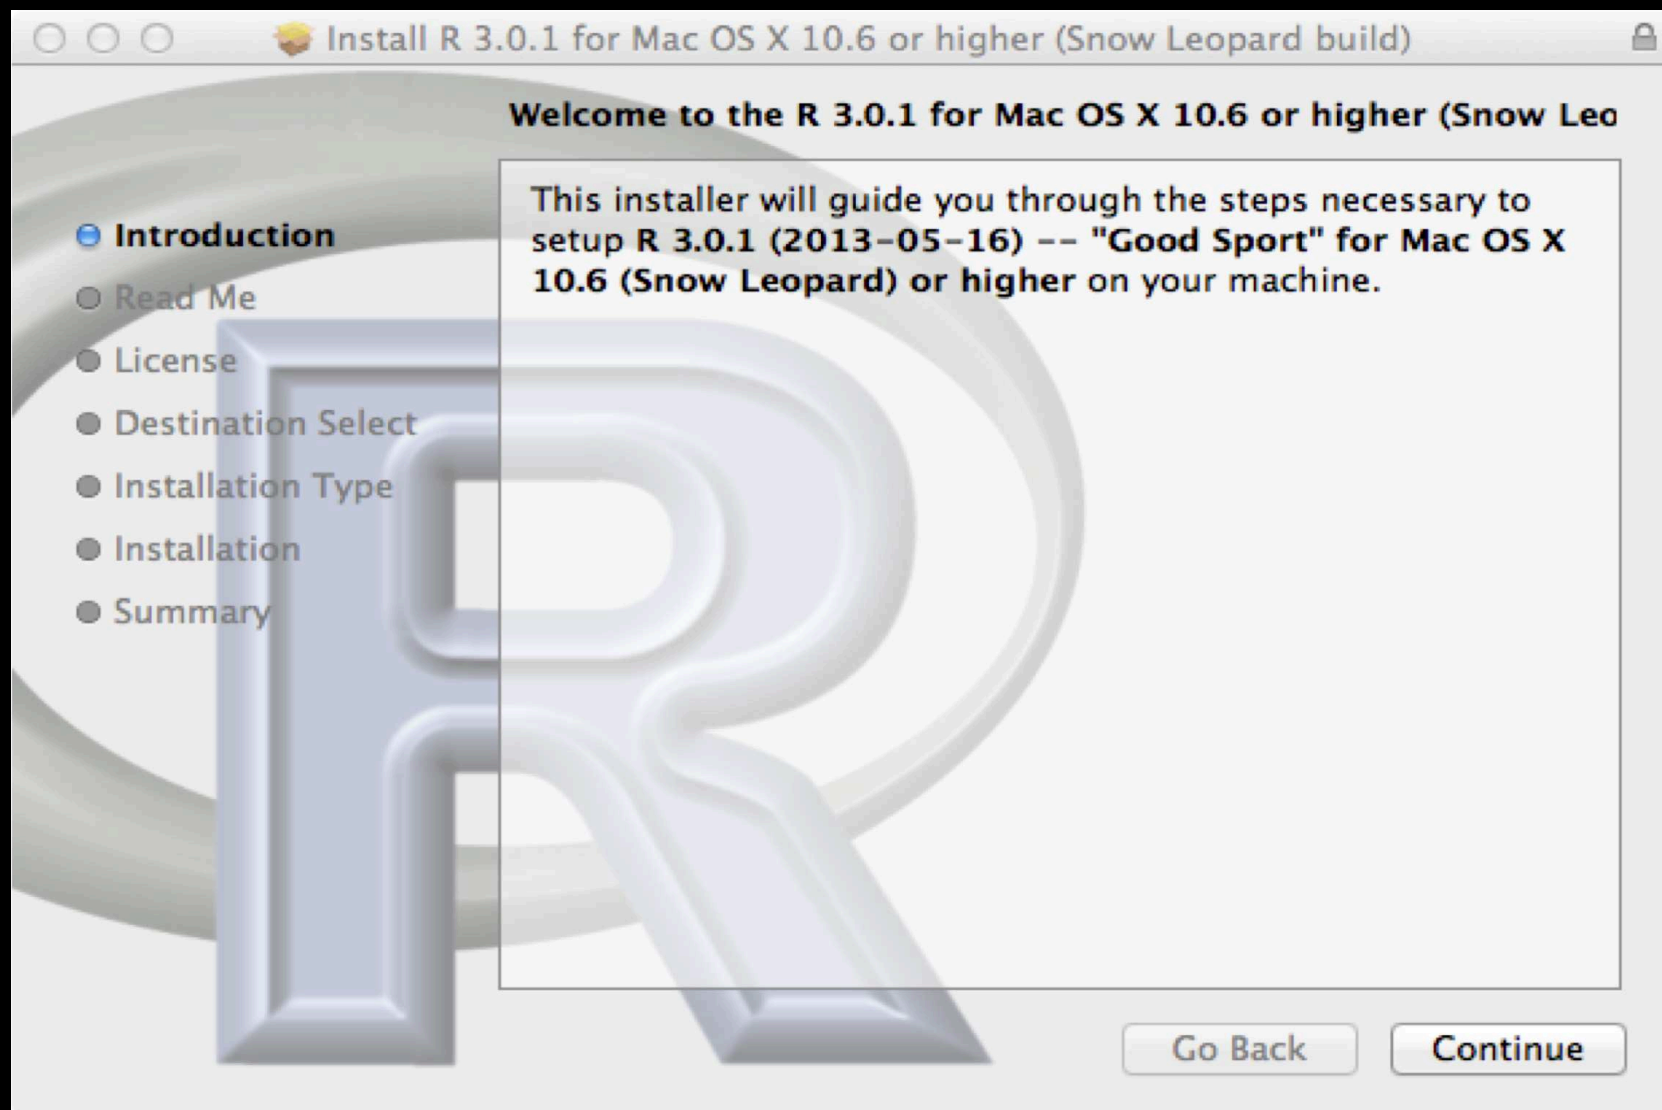 Install R 3.0.1 for Mac OS X 10.6 or higher (Snow Leopard build)
Welcome to the R 3.0.1 for Mac OS X 10.6 or higher (Snow Leo
This installer will guide you through the steps necessary to
setup R 3.0.1 (2013-05-16) -- "Good Sport" for Mac OS X
10.6 (Snow Leopard) or higher on your machine.
Introduction
Read Me
License
Destination Select
Installation Type
Installation
Summary
R
Go Back
Continue